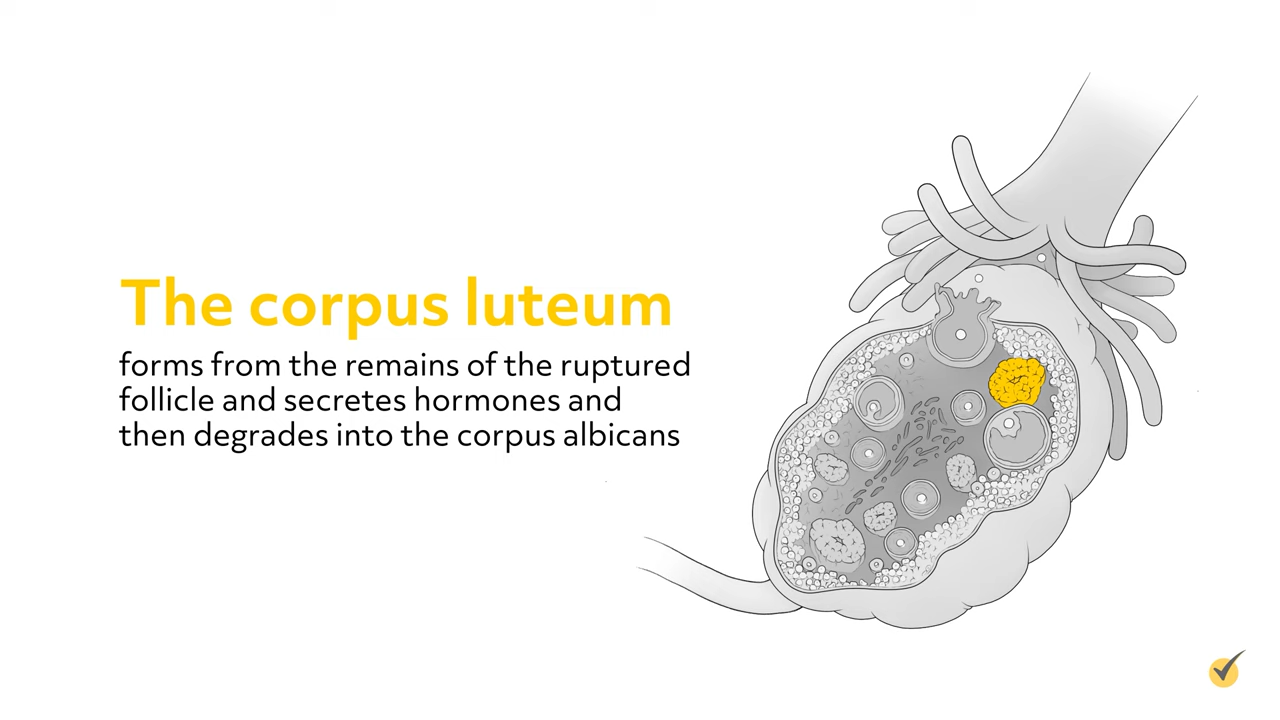 The corpus luteum
forms from the remains of the ruptured
follicle and secretes hormones and
then degrades into the corpus albicans